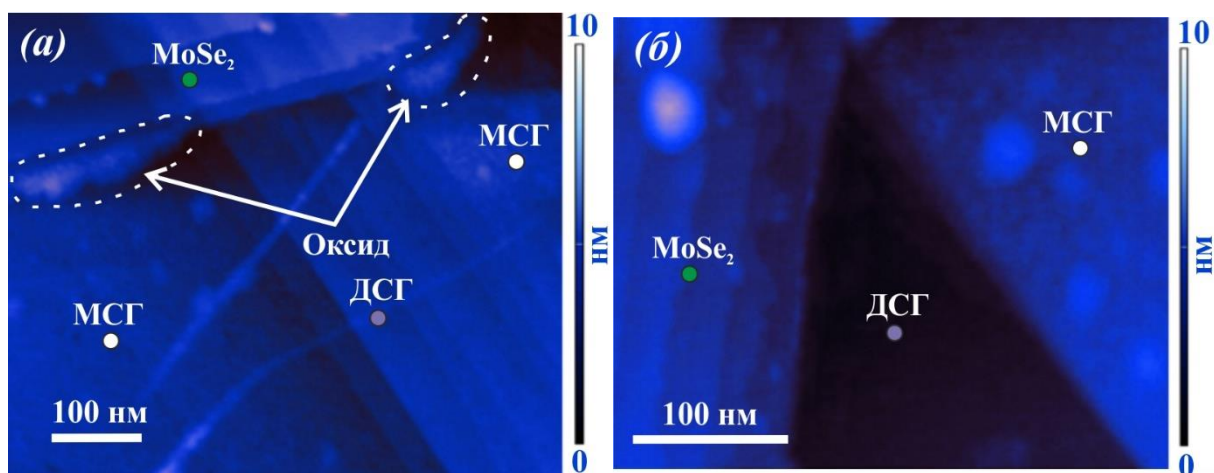 (а)
MoSe₂
МСГ
Оксид
ДСГ
МСГ
100 нм
10
нм
0
(б)
МСГ
MoSe₂
ДСГ
100 нм
10
нм
0